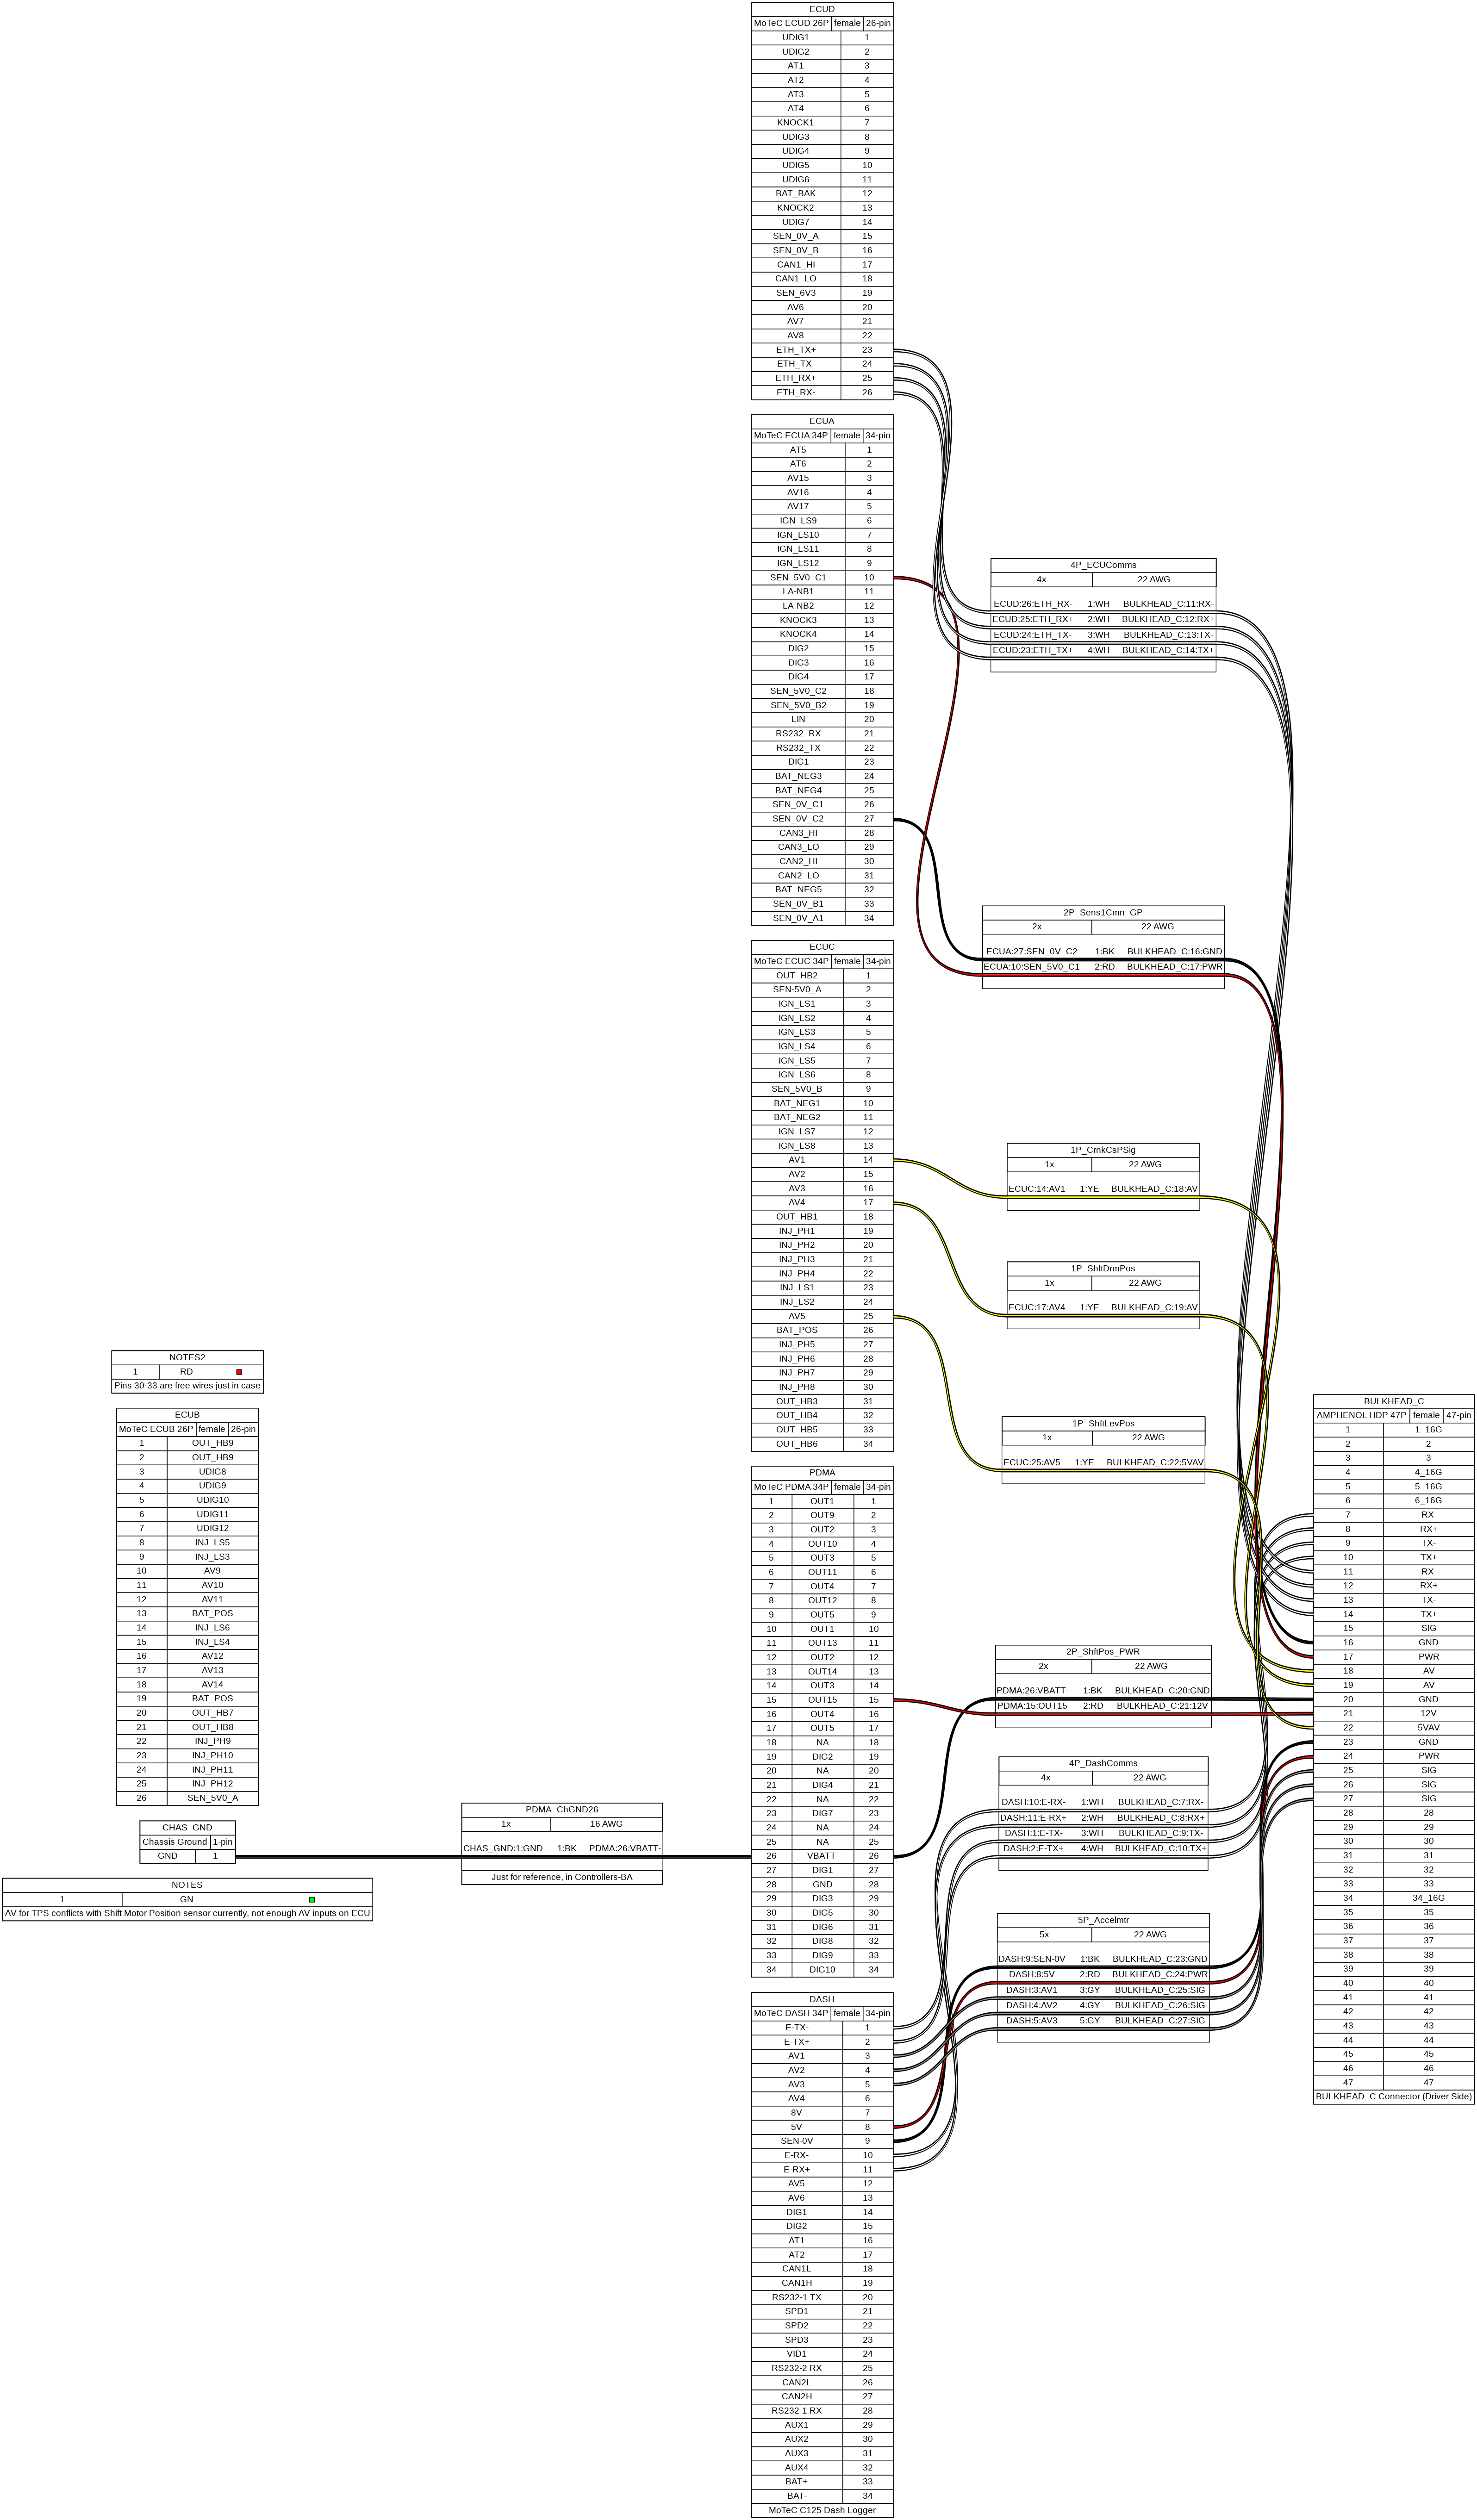 ECUD
MoTeC ECUD 26P female 26-pin
UDIG1 1
UDIG2 2
AT1 3
AT2 4
AT3 5
AT4 6
KNOCK1 7
UDIG3 8
UDIG4 9
UDIG5 10
UDIG6 11
BAT_BAK 12
KNOCK2 13
UDIG7 14
SEN_0V_A 15
SEN_0V_B 16
CAN1_HI 17
CAN1_LO 18
SEN_6V3 19
AV6 20
AV7 21
AV8 22
ETH_TX+ 23
ETH_TX- 24
ETH_RX+ 25
ETH_RX- 26
ECUA
MoTeC ECUA 34P female 34-pin
AT5 1
AT6 2
AV15 3
AV16 4
AV17 5
IGN_LS9 6
IGN_LS10 7
IGN_LS11 8
IGN_LS12 9
SEN_5V0_C1 10
LA-NB1 11
LA-NB2 12
KNOCK3 13
KNOCK4 14
DIG2 15
DIG3 16
DIG4 17
SEN_5V0_C2 18
SEN_5V0_B2 19
LIN 20
RS232_RX 21
RS232_TX 22
DIG1 23
BAT_NEG3 24
BAT_NEG4 25
SEN_0V_C1 26
SEN_0V_C2 27
CAN3_HI 28
CAN3_LO 29
CAN2_HI 30
CAN2_LO 31
BAT_NEG5 32
SEN_0V_B1 33
SEN_0V_A1 34
ECUC
MoTeC ECUC 34P female 34-pin
OUT_HB2 1
SEN-5V0_A 2
IGN_LS1 3
IGN_LS2 4
IGN_LS3 5
IGN_LS4 6
IGN_LS5 7
IGN_LS6 8
SEN_5V0_B 9
BAT_NEG1 10
BAT_NEG2 11
IGN_LS7 12
IGN_LS8 13
AV1 14
AV2 15
AV3 16
AV4 17
OUT_HB1 18
INJ_PH1 19
INJ_PH2 20
INJ_PH3 21
INJ_PH4 22
INJ_LS1 23
INJ_LS2 24
AV5 25
BAT_POS 26
INJ_PH5 27
INJ_PH6 28
INJ_PH7 29
INJ_PH8 30
OUT_HB3 31
OUT_HB4 32
OUT_HB5 33
OUT_HB6 34
PDMA
MoTeC PDMA 34P female 34-pin
1 OUT1 1
2 OUT9 2
3 OUT2 3
4 OUT10 4
5 OUT3 5
6 OUT11 6
7 OUT4 7
8 OUT12 8
9 OUT5 9
10 OUT1 10
11 OUT13 11
12 OUT2 12
13 OUT14 13
14 OUT3 14
15 OUT15 15
16 OUT4 16
17 OUT5 17
18 NA 18
19 DIG2 19
20 NA 20
21 DIG4 21
22 NA 22
23 DIG7 23
24 NA 24
25 NA 25
26 VBATT- 26
27 DIG1 27
28 GND 28
29 DIG3 29
30 DIG5 30
31 DIG6 31
32 DIG8 32
33 DIG9 33
34 DIG10 34
DASH
MoTeC DASH 34P female 34-pin
E-TX- 1
E-TX+ 2
AV1 3
AV2 4
AV3 5
AV4 6
8V 7
5V 8
SEN-0V 9
E-RX- 10
E-RX+ 11
AV5 12
AV6 13
DIG1 14
DIG2 15
AT1 16
AT2 17
CAN1L 18
CAN1H 19
RS232-1 TX 20
SPD1 21
SPD2 22
SPD3 23
VID1 24
RS232-2 RX 25
CAN2L 26
CAN2H 27
RS232-1 RX 28
AUX1 29
AUX2 30
AUX3 31
AUX4 32
BAT+ 33
BAT- 34
MoTeC C125 Dash Logger
NOTES2
1 RD
Pins 30-33 are free wires just in case
ECUB
MoTeC ECUB 26P female 26-pin
1 OUT_HB9
2 OUT_HB9
3 UDIG8
4 UDIG9
5 UDIG10
6 UDIG11
7 UDIG12
8 INJ_LS5
9 INJ_LS3
10 AV9
11 AV10
12 AV11
13 BAT_POS
14 INJ_LS6
15 INJ_LS4
16 AV12
17 AV13
18 AV14
19 BAT_POS
20 OUT_HB7
21 OUT_HB8
22 INJ_PH9
23 INJ_PH10
24 INJ_PH11
25 INJ_PH12
26 SEN_5V0_A
CHAS_GND
Chassis Ground 1-pin
GND 1
NOTES
1 GN
AV for TPS conflicts with Shift Motor Position sensor currently, not enough AV inputs on ECU
PDMA_ChGND26
1x 16 AWG
CHAS_GND:1:GND 1:BK PDMA:26:VBATT-
Just for reference, in Controllers-BA
4P_ECUComms
4x 22 AWG
ECUD:26:ETH_RX- 1:WH BULKHEAD_C:11:RX-
ECUD:25:ETH_RX+ 2:WH BULKHEAD_C:12:RX+
ECUD:24:ETH_TX- 3:WH BULKHEAD_C:13:TX-
ECUD:23:ETH_TX+ 4:WH BULKHEAD_C:14:TX+
2P_Sens1Cmn_GP
2x 22 AWG
ECUA:27:SEN_0V_C2 1:BK BULKHEAD_C:16:GND
ECUA:10:SEN_5V0_C1 2:RD BULKHEAD_C:17:PWR
1P_CrnkCsPSig
1x 22 AWG
ECUC:14:AV1 1:YE BULKHEAD_C:18:AV
1P_ShftDrmPos
1x 22 AWG
ECUC:17:AV4 1:YE BULKHEAD_C:19:AV
1P_ShftLevPos
1x 22 AWG
ECUC:25:AV5 1:YE BULKHEAD_C:22:5VAV
2P_ShftPos_PWR
2x 22 AWG
PDMA:26:VBATT- 1:BK BULKHEAD_C:20:GND
PDMA:15:OUT15 2:RD BULKHEAD_C:21:12V
4P_DashComms
4x 22 AWG
DASH:10:E-RX- 1:WH BULKHEAD_C:7:RX-
DASH:11:E-RX+ 2:WH BULKHEAD_C:8:RX+
DASH:1:E-TX- 3:WH BULKHEAD_C:9:TX-
DASH:2:E-TX+ 4:WH BULKHEAD_C:10:TX+
5P_Accelmtr
5x 22 AWG
DASH:9:SEN-0V 1:BK BULKHEAD_C:23:GND
DASH:8:5V 2:RD BULKHEAD_C:24:PWR
DASH:3:AV1 3:GY BULKHEAD_C:25:SIG
DASH:4:AV2 4:GY BULKHEAD_C:26:SIG
DASH:5:AV3 5:GY BULKHEAD_C:27:SIG
BULKHEAD_C
AMPHENOL HDP 47P female 47-pin
1 1_16G
2 2
3 3
4 4_16G
5 5_16G
6 6_16G
7 RX-
8 RX+
9 TX-
10 TX+
11 RX-
12 RX+
13 TX-
14 TX+
15 SIG
16 GND
17 PWR
18 AV
19 AV
20 GND
21 12V
22 5VAV
23 GND
24 PWR
25 SIG
26 SIG
27 SIG
28 28
29 29
30 30
31 31
32 32
33 33
34 34_16G
35 35
36 36
37 37
38 38
39 39
40 40
41 41
42 42
43 43
44 44
45 45
46 46
47 47
BULKHEAD_C Connector (Driver Side)